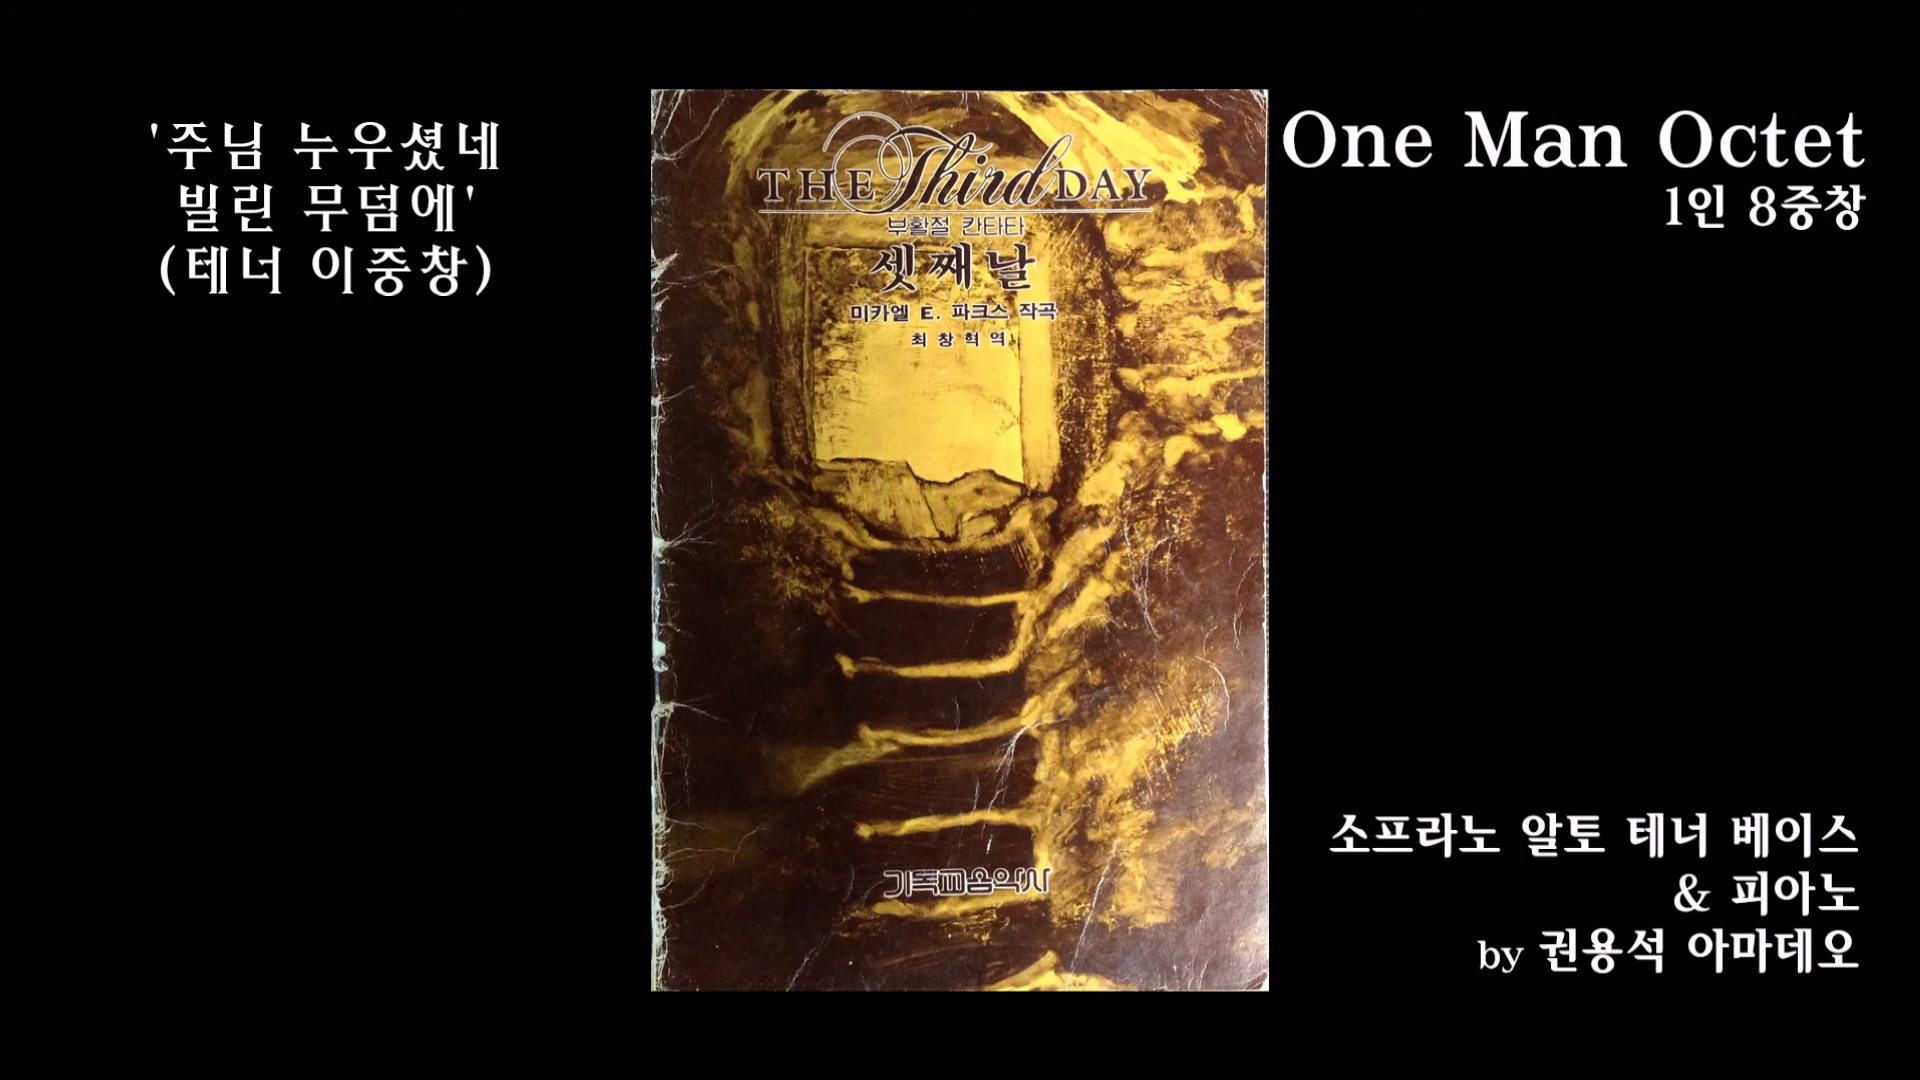 '주님 누우셨네
빌린 무덤에'
(테너 이중창)
THE Third DAY
부활절 칸타타
셋째날
미카엘 E. 파크스 작곡
최창혁 역
기독교음악사
One Man Octet
1인 8중창
소프라노 알토 테너 베이스
& 피아노
by 권용석 아마데오